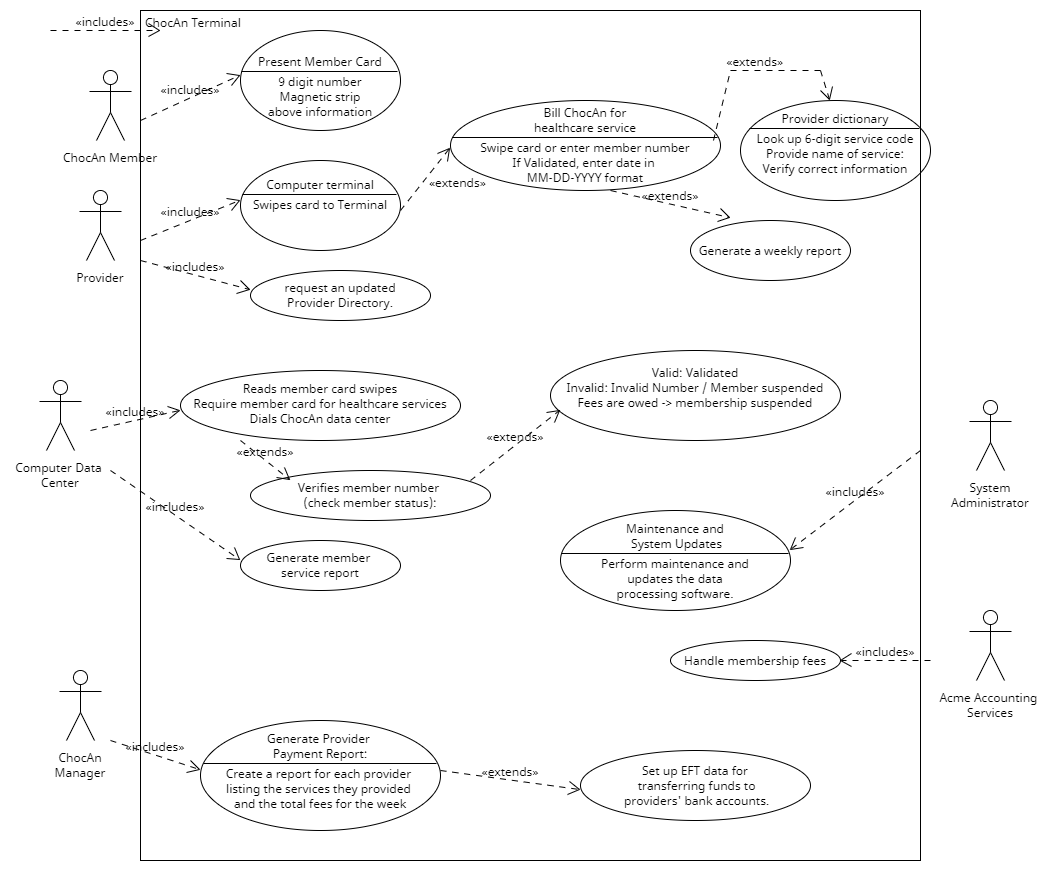 «includes»
ChocAn Terminal
Present Member Card
9 digit number
Magnetic strip
above information
«includes»
ChocAn Member
«extends»
Bill ChocAn for
healthcare service
Swipe card or enter member number
If Validated, enter date in
MM-DD-YYYY format
Provider dictionary
Look up 6-digit service code
Provide name of service:
Verify correct information
Computer terminal
Swipes card to Terminal
«extends»
«extends»
«includes»
Provider
«includes»
Generate a weekly report
request an updated
Provider Directory.
Reads member card swipes
Require member card for healthcare services
Dials ChocAn data center
Valid: Validated
Invalid: Invalid Number / Member suspended
Fees are owed -> membership suspended
«includes»
«extends»
«extends»
Computer Data
Center
Verifies member number
(check member status):
«includes»
«includes»
System
Administrator
Maintenance and
System Updates
Perform maintenance and
updates the data
processing software.
Generate member
service report
Handle membership fees
«includes»
Acme Accounting
Services
«includes»
ChocAn
Manager
Generate Provider
Payment Report:
Create a report for each provider
listing the services they provided
and the total fees for the week
«extends»
Set up EFT data for
transferring funds to
providers' bank accounts.